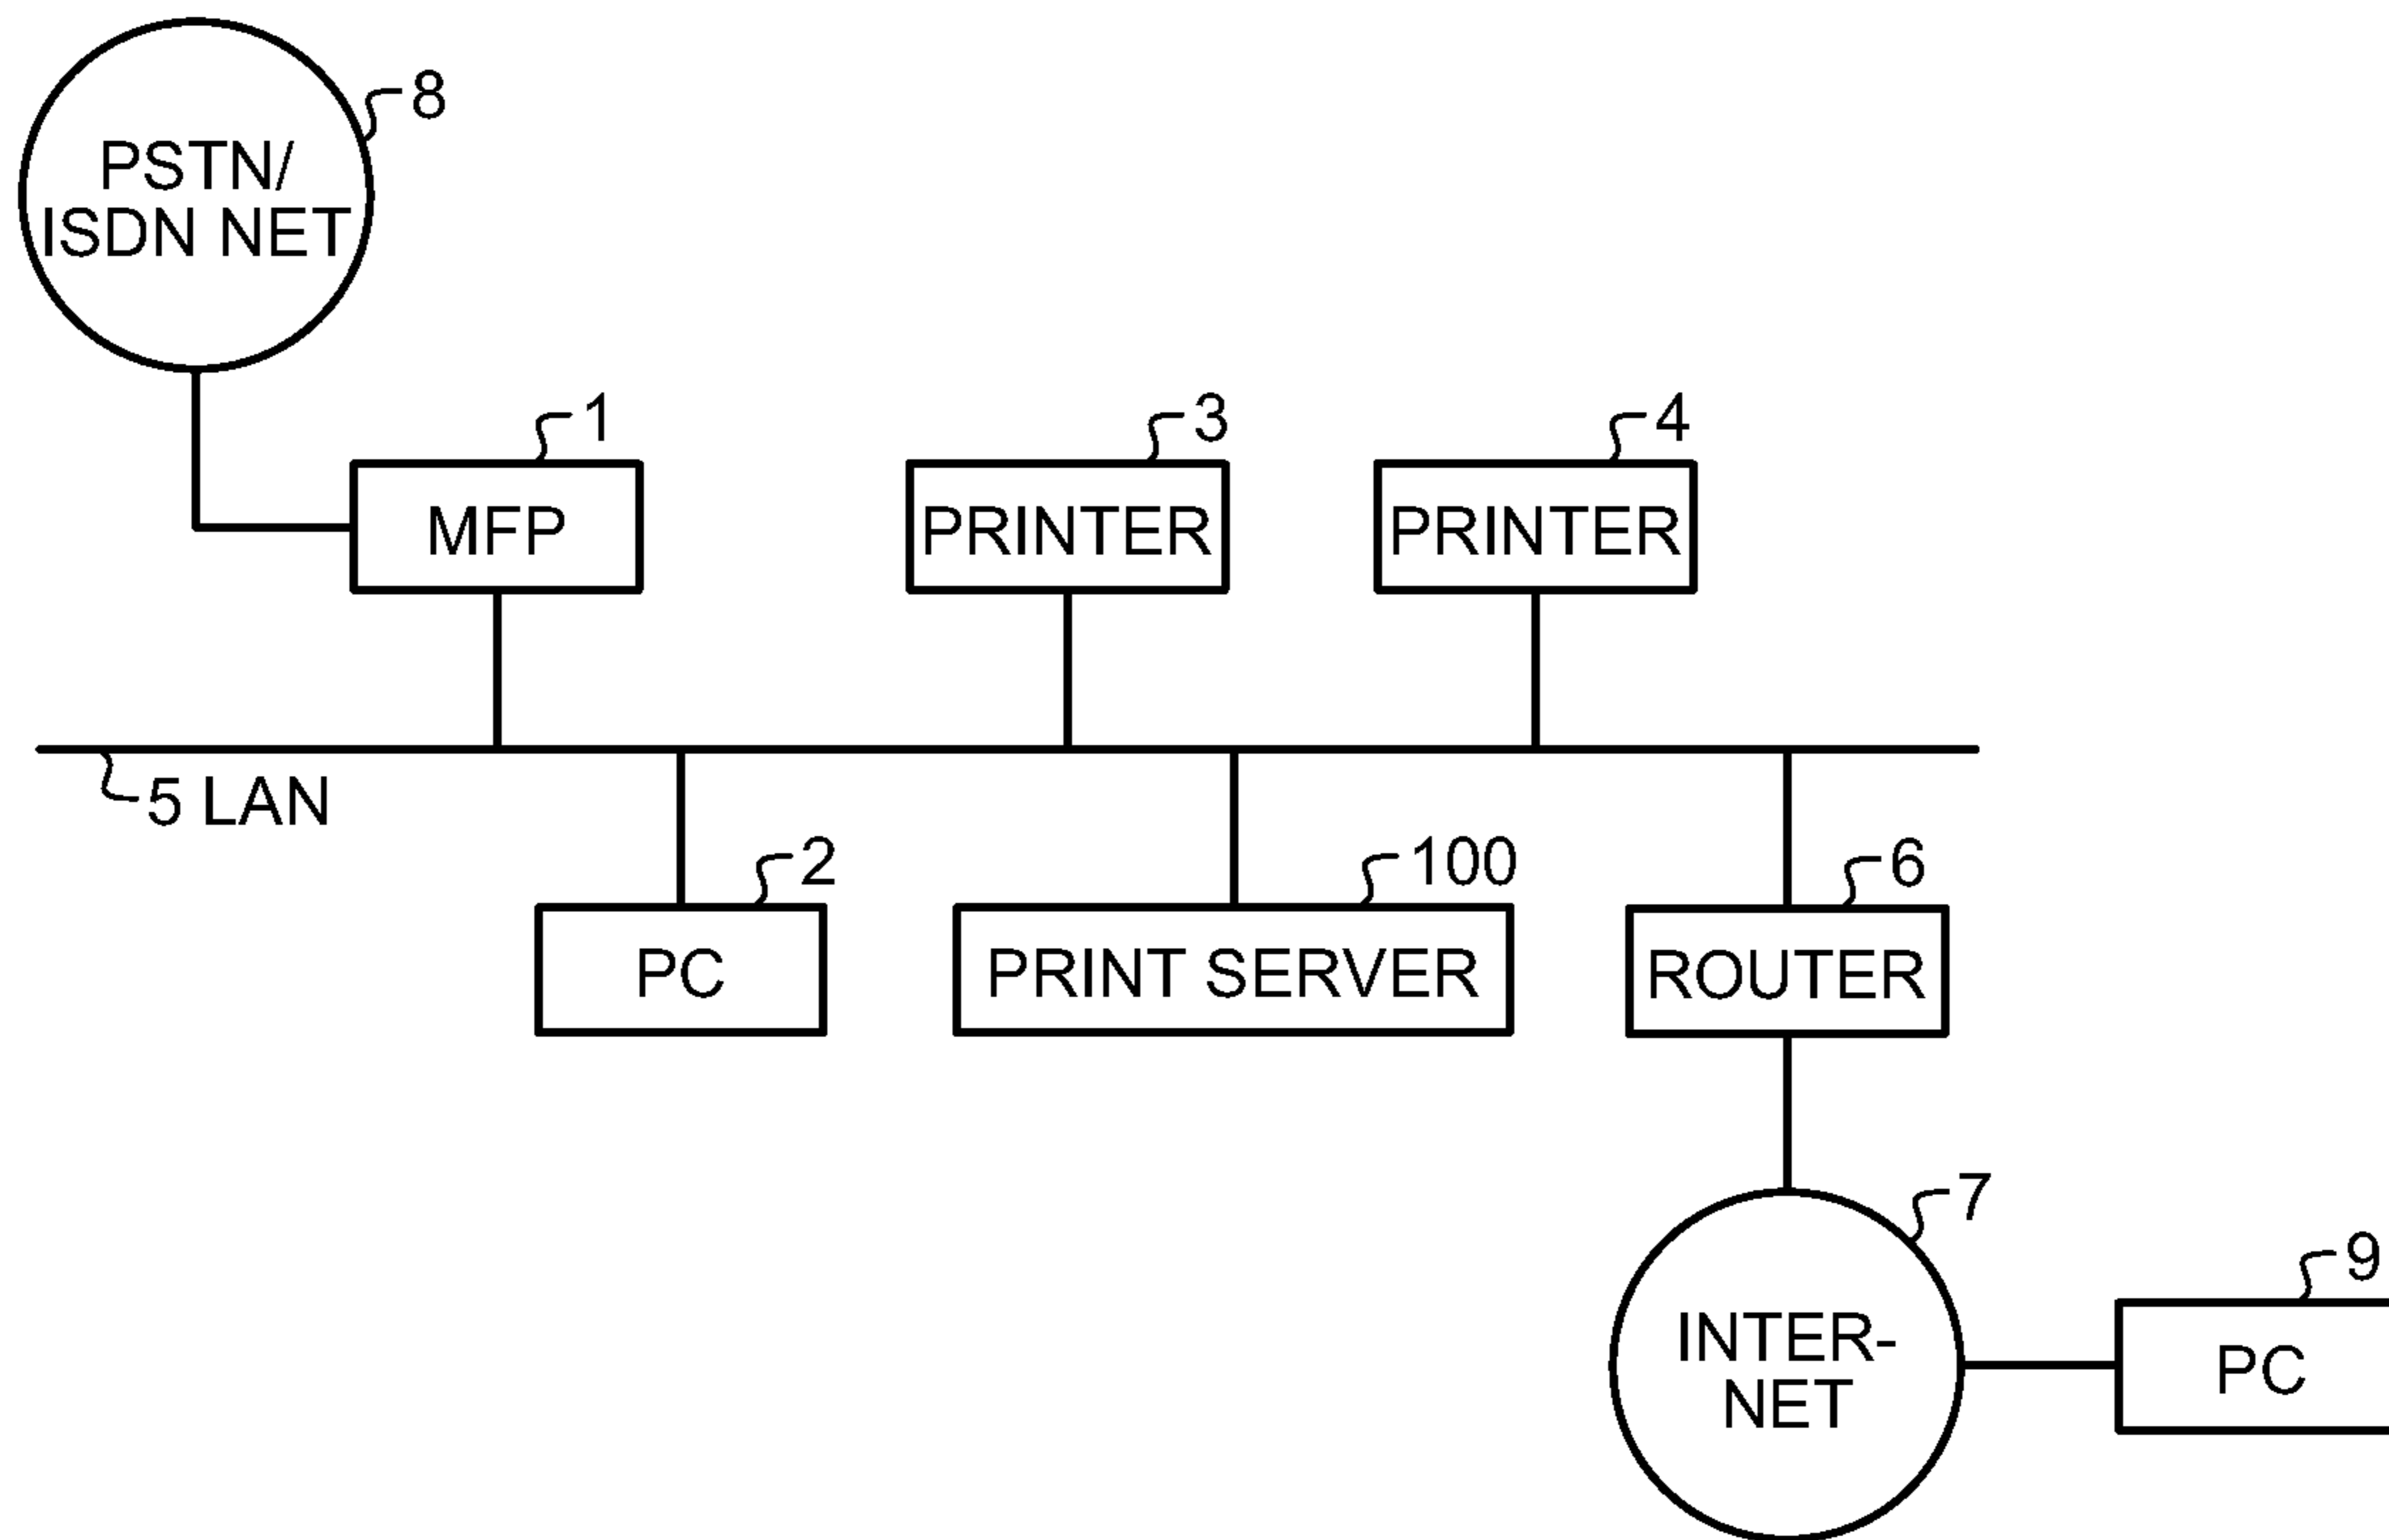 8
PSTN/
ISDN NET
1
MFP
3
PRINTER
4
PRINTER
5 LAN
2
PC
100
PRINT SERVER
6
ROUTER
7
INTER-
NET
9
PC